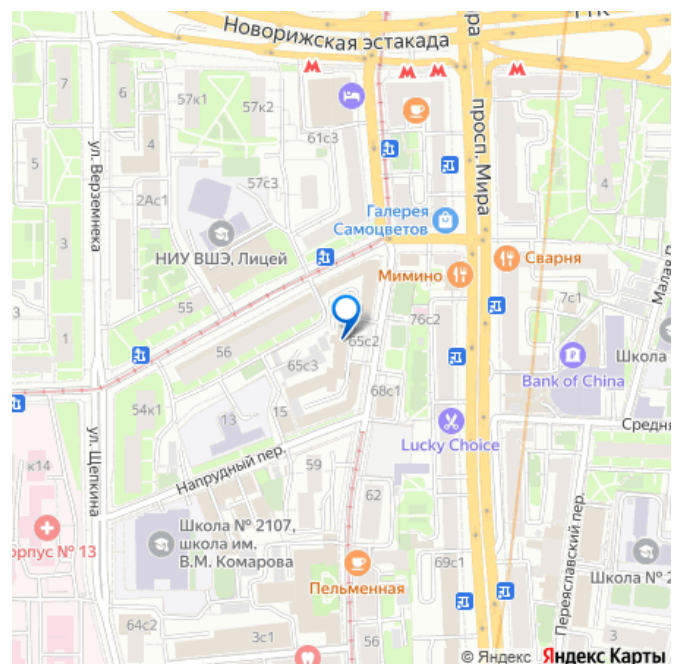 ТТК
Новорижская эстакада
7
6
57к1
57к2
61с3
4
5
2Ас1
57с3
ул. Верземнека
просп. Мира
4
3
НИУ ВШЭ, Лицей
Галерея
Самоцветов
Мимино
Сварня
55
1
56
65с3
65с2
76с2
7с1
Школа
Bank of China
54к1
13
15
68с1
Lucky Choice
Средня
к14
ул. Щепкина
Напрудный пер.
59
62
Школа № 2107,
школа им.
В.М. Комарова
орпус № 13
Пельменная
69с1
Переяславский пер.
Школа № 2
64с2
3с1
56
© Яндекс Яндекс Карты